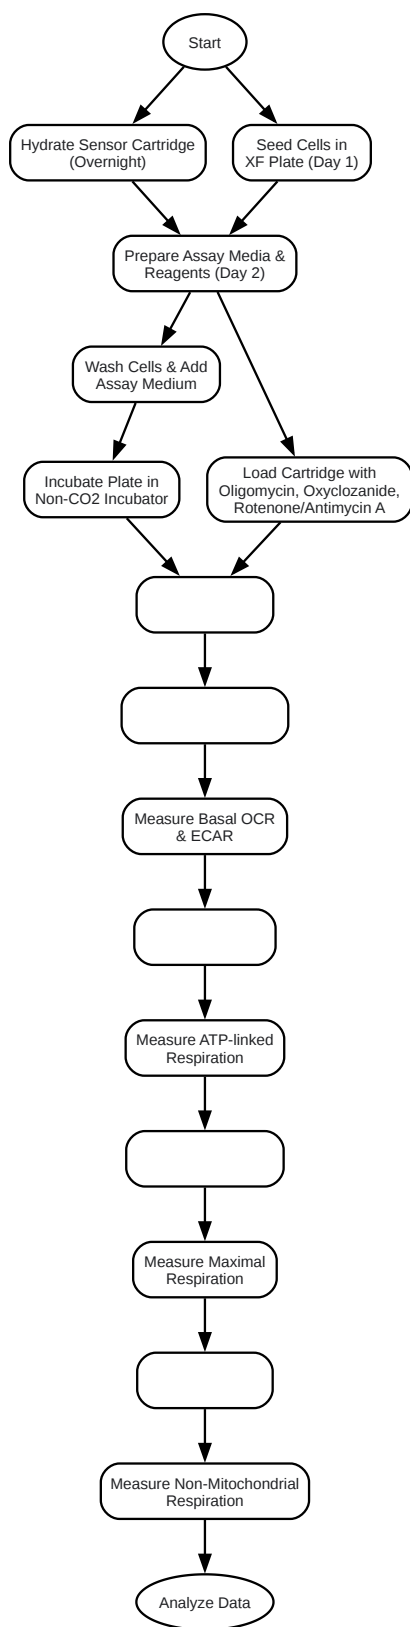 Start
Hydrate Sensor Cartridge
(Overnight)
Seed Cells in
XF Plate (Day 1)
Prepare Assay Media &
Reagents (Day 2)
Wash Cells & Add
Assay Medium
Incubate Plate in
Non-CO2 Incubator
Load Cartridge with
Oligomycin, Oxyclozanide,
Rotenone/Antimycin A
Measure Basal OCR
& ECAR
Measure ATP-linked
Respiration
Measure Maximal
Respiration
Measure Non-Mitochondrial
Respiration
Analyze Data